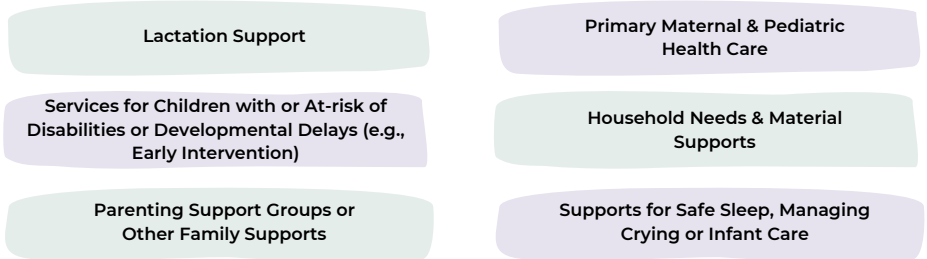 Lactation Support
Primary Maternal & Pediatric
Health Care
Services for Children with or At-risk of
Disabilities or Developmental Delays (e.g.,
Early Intervention)
Household Needs & Material
Supports
Parenting Support Groups or
Other Family Supports
Supports for Safe Sleep, Managing
Crying or Infant Care